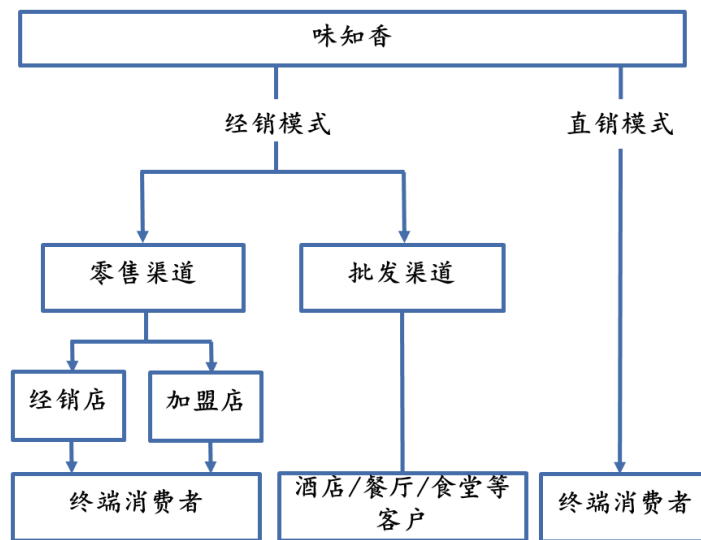 味知香
经销模式
直销模式
零售渠道
批发渠道
经销店
加盟店
终端消费者
酒店/餐厅/食堂等
客户
终端消费者